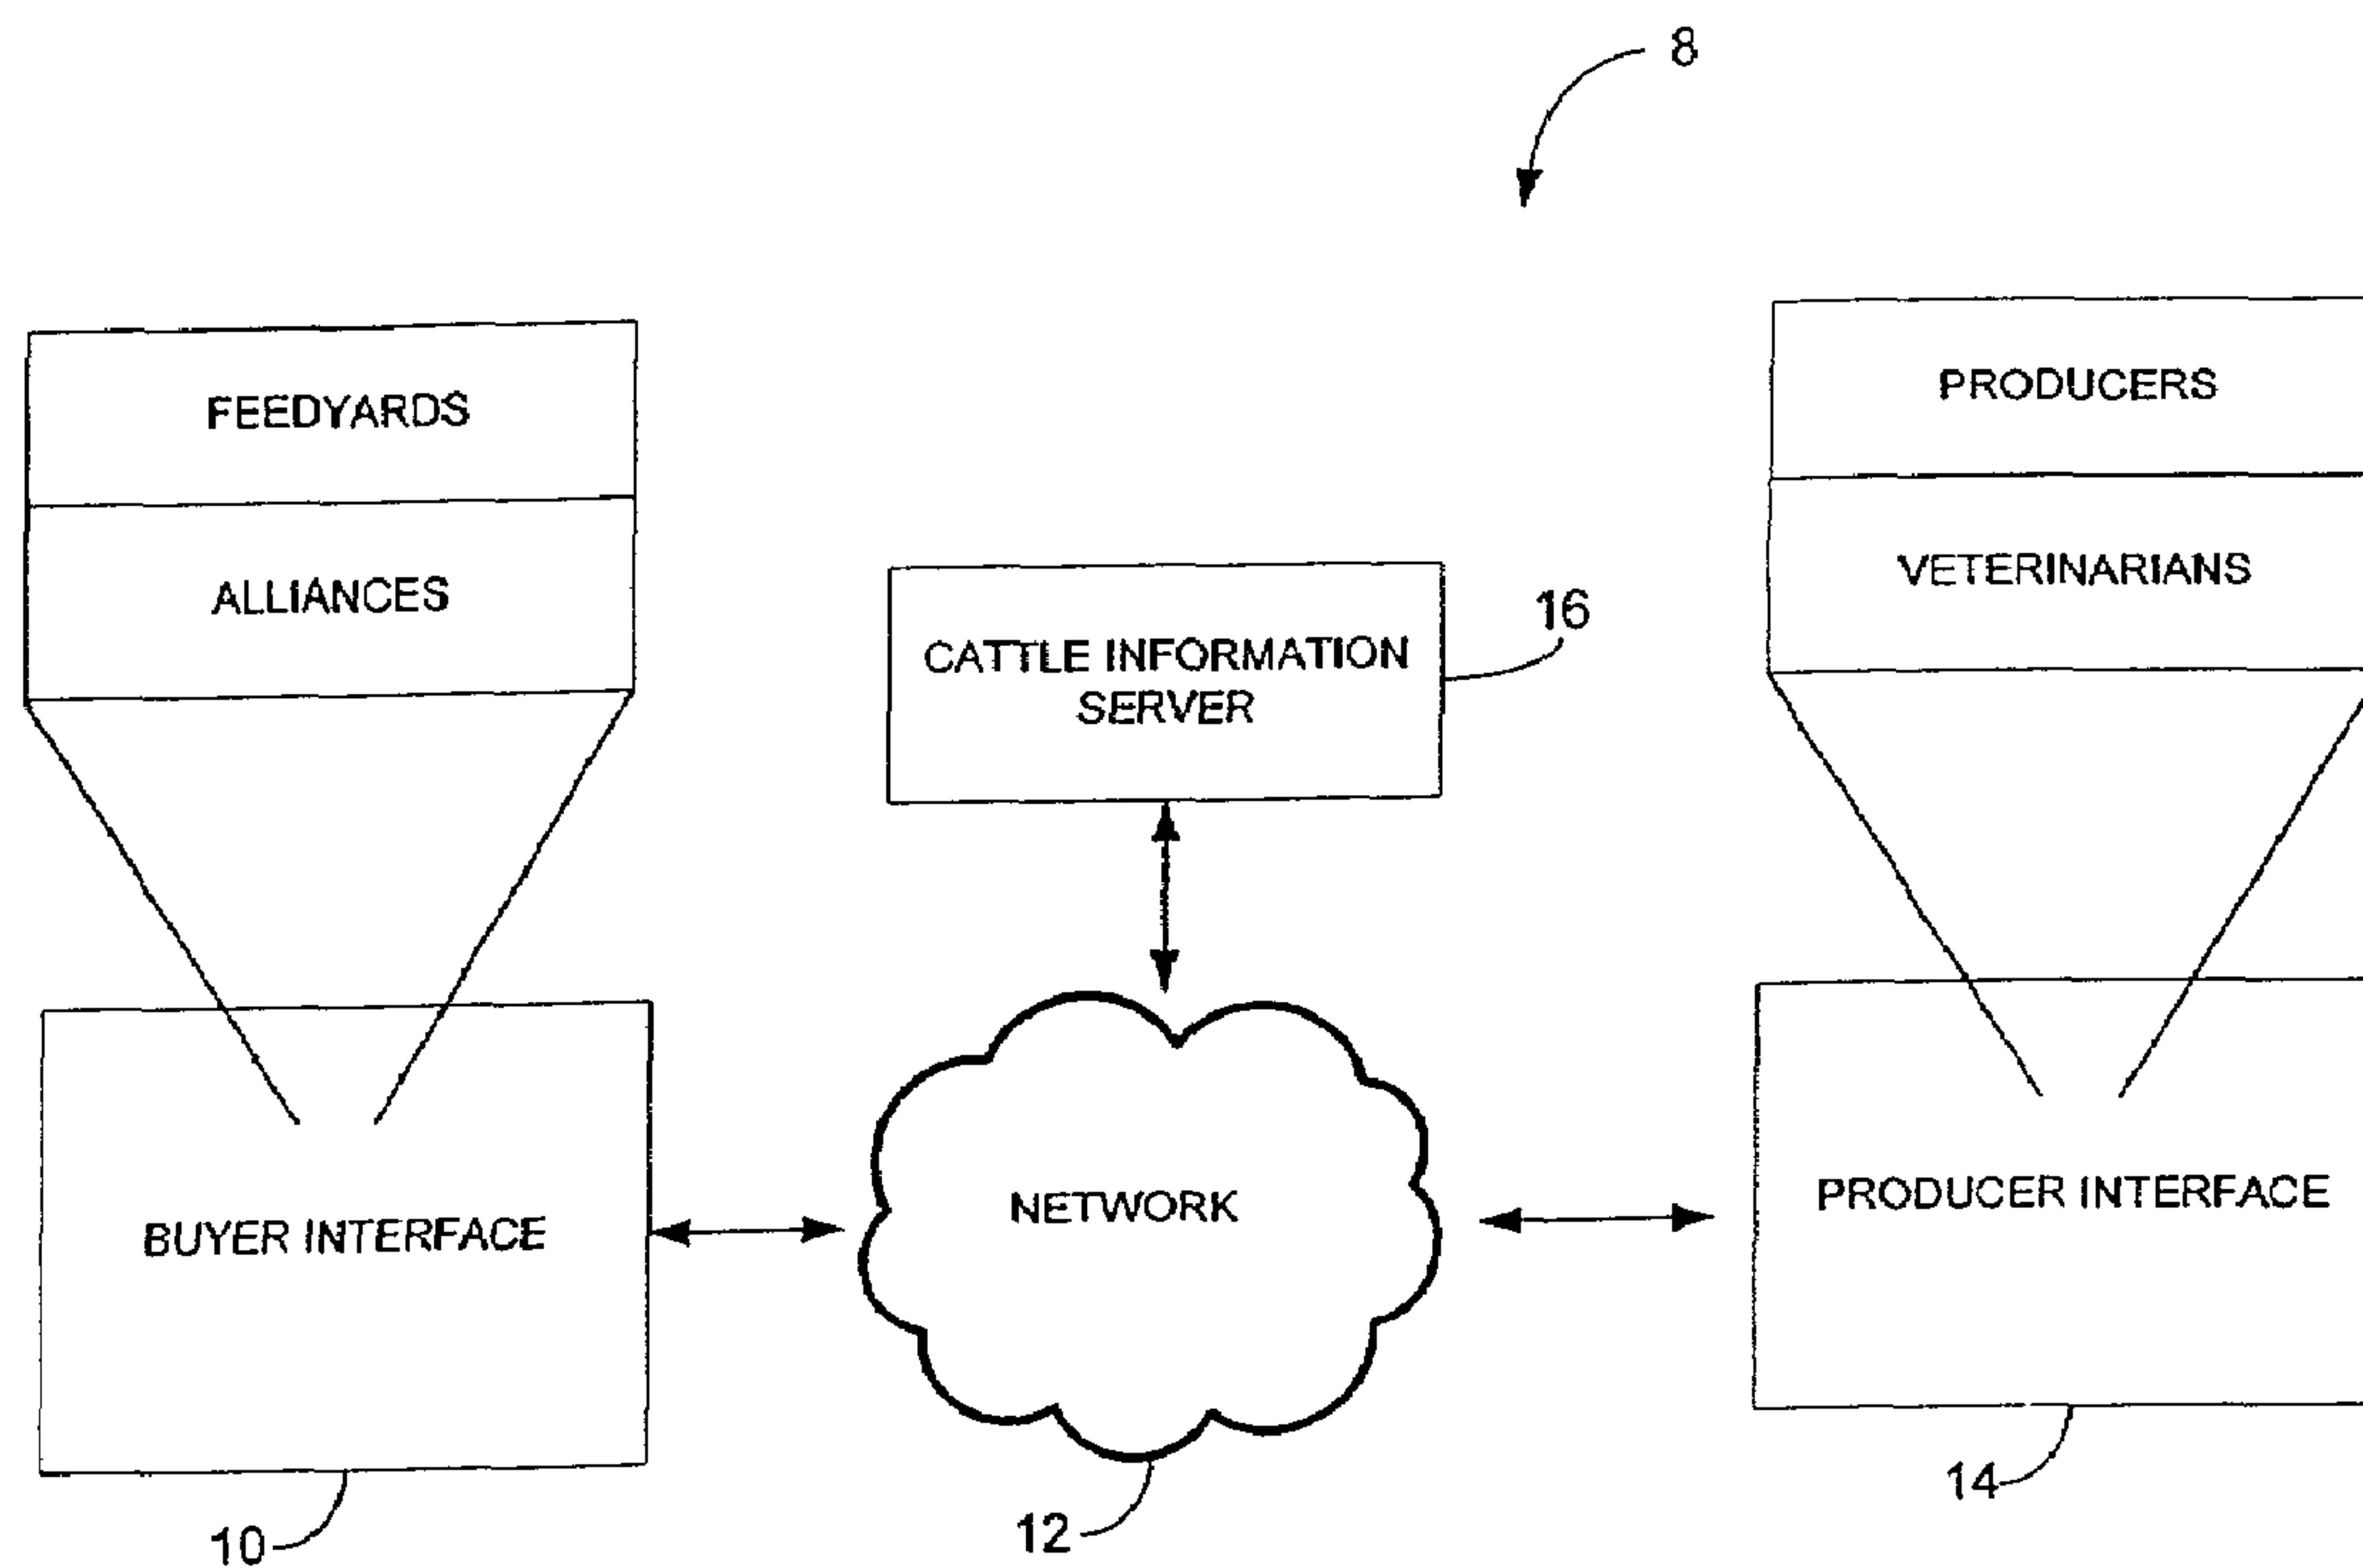 8
FEEDYARDS
ALLIANCES
CATTLE INFORMATION
SERVER
16
PRODUCERS
VETERINARIANS
BUYER INTERFACE
10
NETWORK
12
PRODUCER INTERFACE
14